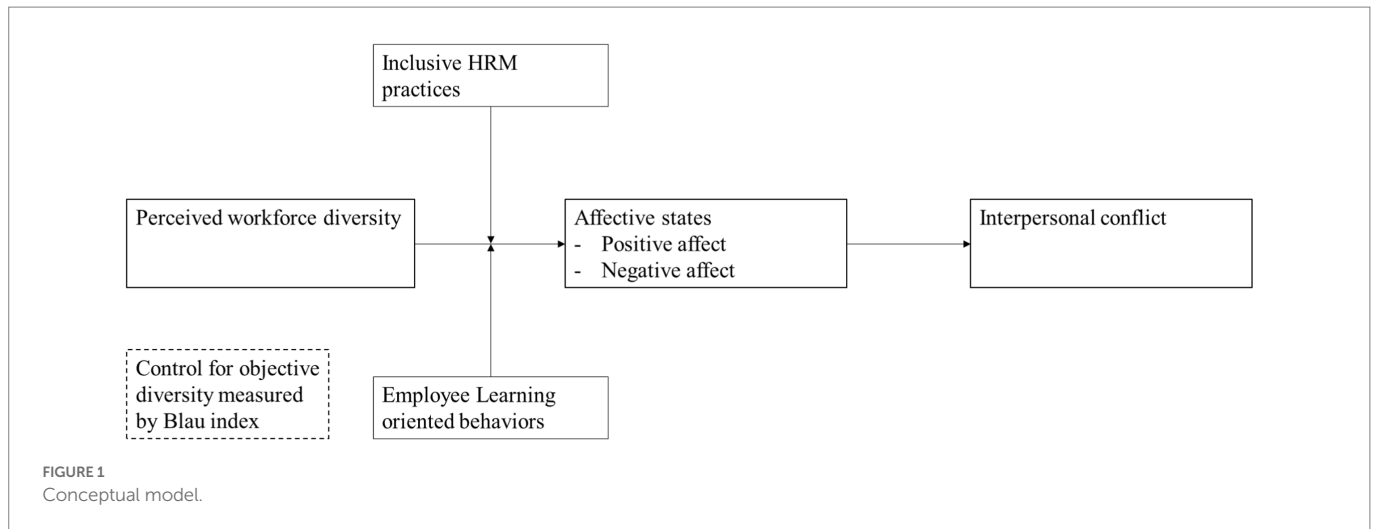 Inclusive HRM
practices
Perceived workforce diversity
Affective states
- Positive affect
- Negative affect
Interpersonal conflict
Control for objective
diversity measured
by Blau index
Employee Learning
oriented behaviors
FIGURE 1
Conceptual model.